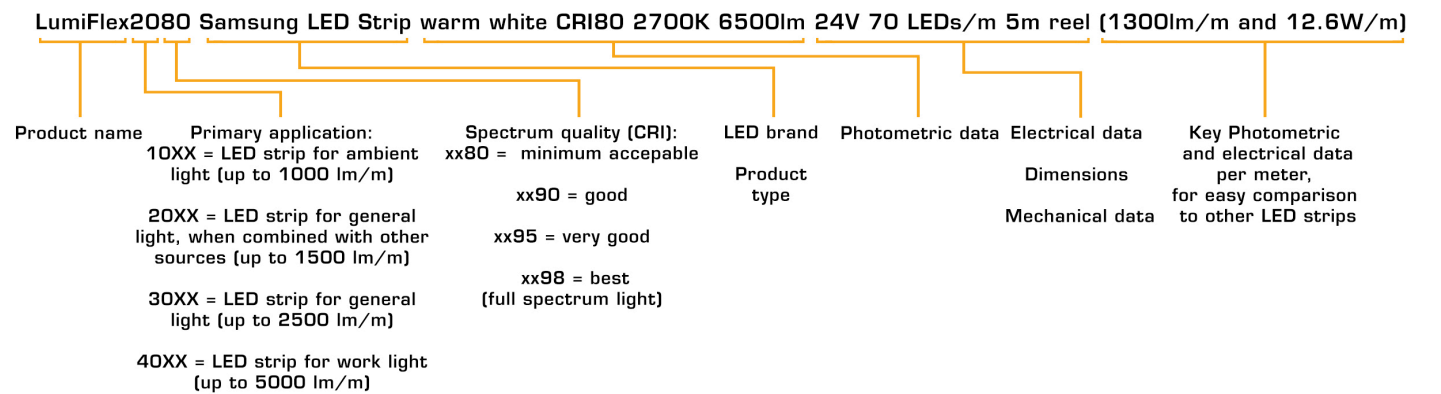 LumiFlex2080 Samsung LED Strip warm white CRI80 2700K 6500lm 24V 70 LEDs/m 5m reel (1300lm/m and 12.6W/m)
Product name
Primary application:
10XX = LED strip for ambient
light (up to 1000 lm/m)
20XX = LED strip for general
light, when combined with other
sources (up to 1500 lm/m)
30XX = LED strip for general
light (up to 2500 lm/m)
40XX = LED strip for work light
(up to 5000 lm/m)
Spectrum quality (CRI):
xx80 = minimum accepable
xx90 = good
xx95 = very good
xx98 = best
(full spectrum light)
LED brand
Product
type
Photometric data
Electrical data
Dimensions
Mechanical data
Key Photometric
and electrical data
per meter,
for easy comparison
to other LED strips